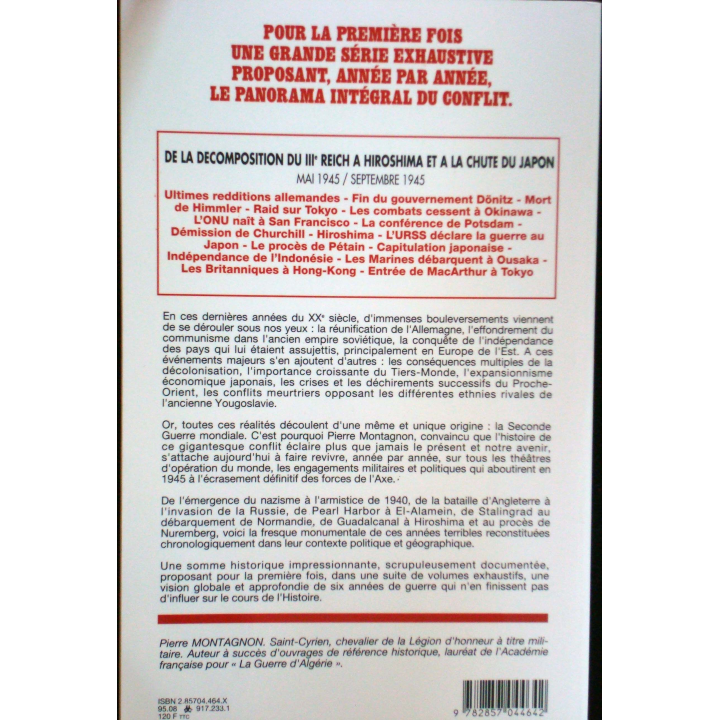 POUR LA PREMIÈRE FOIS
UNE GRANDE SÉRIE EXHAUSTIVE
PROPOSANT, ANNÉE PAR ANNÉE,
LE PANORAMA INTÉGRAL DU CONFLIT.
DE LA DECOMPOSITION DU IIIᵉ REICH A HIROSHIMA ET A LA CHUTE DU JAPON
MAI 1945 / SEPTEMBRE 1945
Ultimes redditions allemandes - Fin du gouvernement Dönitz - Mort
de Himmler - Raid sur Tokyo - Les combats cessent à Okinawa -
L'ONU naît à San Francisco - La conférence de Potsdam -
Démission de Churchill - Hiroshima - L'URSS déclare la guerre au
Japon - Le procès de Pétain - Capitulation japonaise -
Indépendance de l'Indonésie - Les Marines débarquent à Ousaka -
Les Britanniques à Hong-Kong - Entrée de MacArthur à Tokyo
En ces dernières années du XXᵉ siècle, d'immenses bouleversements viennent
de se dérouler sous nos yeux : la réunification de l'Allemagne, l'effondrement du
communisme dans l'ancien empire soviétique, la conquête de l'indépendance
des pays qui lui étaient assujettis, principalement en Europe de l'Est. A ces
événements majeurs s'en ajoutent d'autres : les conséquences multiples de la
décolonisation, l'importance croissante du Tiers-Monde, l'expansionnisme
économique japonais, les crises et les déchirements successifs du Proche-
Orient, les conflits meurtriers opposant les différentes ethnies rivales de
l'ancienne Yougoslavie.
Or, toutes ces réalités découlent d'une même et unique origine : la Seconde
Guerre mondiale. C'est pourquoi Pierre Montagnon, convaincu que l'histoire de
ce gigantesque conflit éclaire plus que jamais le présent et notre avenir,
s'attache aujourd'hui à faire revivre, année par année, sur tous les théâtres
d'opération du monde, les engagements militaires et politiques qui aboutirent en
1945 à l'écrasement définitif des forces de l'Axe.
De l'émergence du nazisme à l'armistice de 1940, de la bataille d'Angleterre à
l'invasion de la Russie, de Pearl Harbor à El-Alamein, de Stalingrad au
débarquement de Normandie, de Guadalcanal à Hiroshima et au procès de
Nuremberg, voici la fresque monumentale de ces années terribles reconstituées
chronologiquement dans leur contexte politique et géographique.
Une somme historique impressionnante, scrupuleusement documentée,
proposant pour la première fois, dans une suite de volumes exhaustifs, une
vision globale et approfondie de six années de guerre qui n'en finissent pas
d'influer sur le cours de l'Histoire.
Pierre MONTAGNON. Saint-Cyrien, chevalier de la Légion d'honneur à titre mili-
taire. Auteur à succès d'ouvrages de référence historique, lauréat de l'Académie
française pour « La Guerre d'Algérie ».
ISBN 2.85704.464.X
95.08 917.233.1
120 F TTC
9 782857 044642